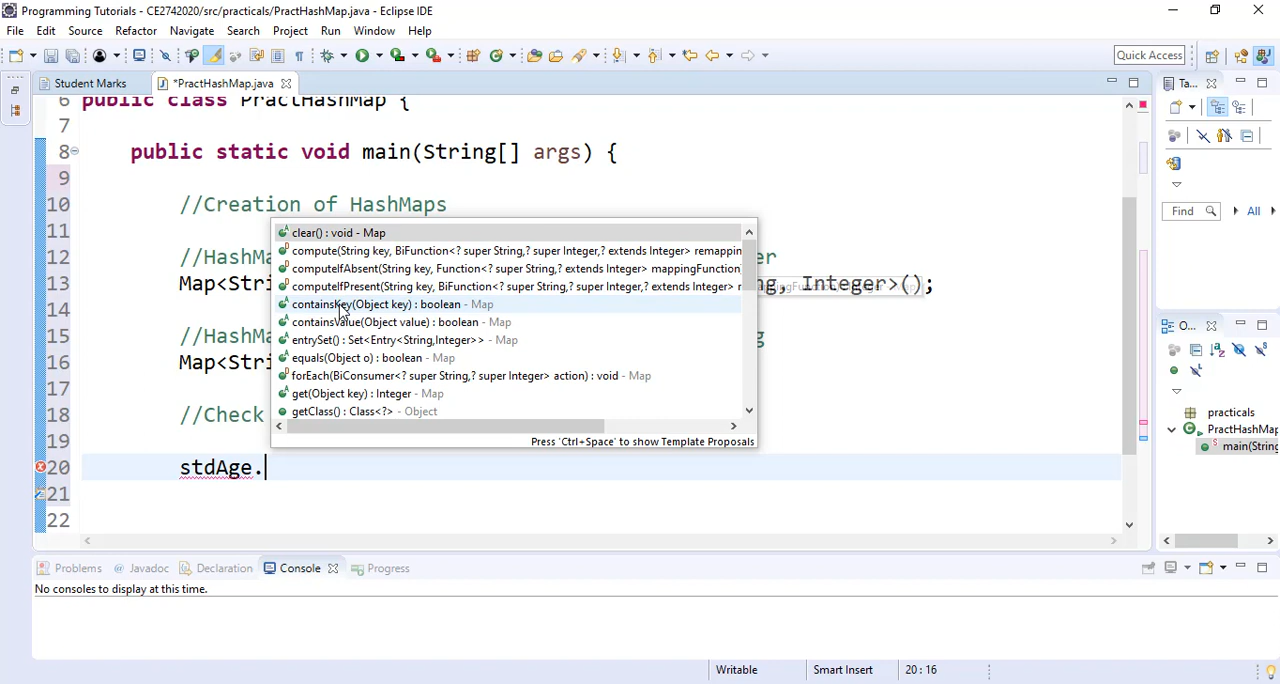 Programming Tutorials - CE2742020/src/practicals/PractHashMap.java - Eclipse IDE
File Edit Source Refactor Navigate Search Project Run Window Help
Quick Access
Student Marks
*PractHashMap.java
Ta...
6 public class PractHashMap {
7
8 public static void main(String[] args) {
9
10 //Creation of HashMaps
11
12 //HashMa er
13 Map<Stri ng, Integer>();
14
15 //HashMa g
16 Map<Stri
17
18 //Check
19
20 stdAge.
21
22
clear() : void - Map
compute(String key, BiFunction<? super String,? super Integer,? extends Integer> remappin
computeIfAbsent(String key, Function<? super String,? extends Integer> mappingFunction)
computeIfPresent(String key, BiFunction<? super String,? super Integer,? extends Integer> r
containsKey(Object key) : boolean - Map
containsValue(Object value) : boolean - Map
entrySet() : Set<Entry<String,Integer>> - Map
equals(Object o) : boolean - Map
forEach(BiConsumer<? super String,? super Integer> action) : void - Map
get(Object key) : Integer - Map
getClass() : Class<?> - Object
Press 'Ctrl+Space' to show Template Proposals
Find
All
O...
practicals
PractHashMap
main(String
Problems Javadoc Declaration Console Progress
No consoles to display at this time.
Writable Smart Insert 20 : 16